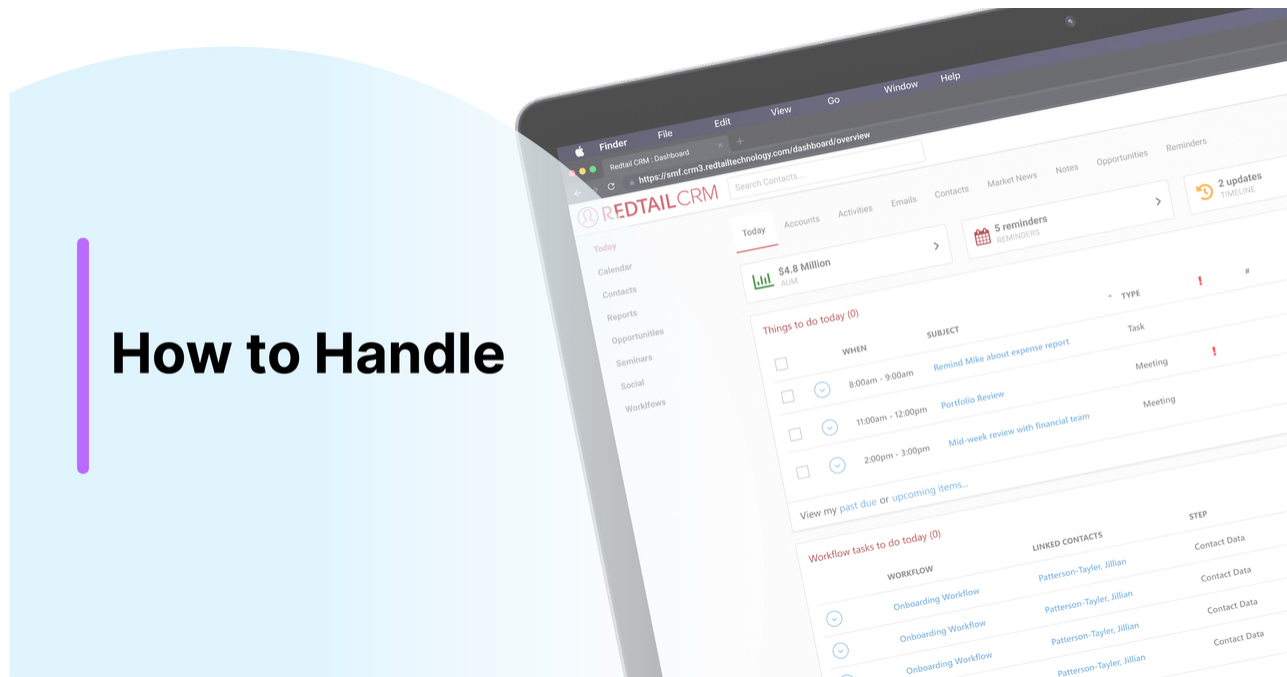 How to Handle
Finder File Edit View Go Window Help
Redtail CRM : Dashboard
https://smf.crm3.redtailtechnology.com/dashboard/overview
REDTAILCRM
Search Contacts...
Today
Calendar
Contacts
Reports
Opportunities
Seminars
Social
Worklfows
Today Accounts Activities Emails Contacts Market News Notes Opportunities Reminders
$4.8 Million
AUM
5 reminders
REMINDERS
2 updates
TIMELINE
Things to do today (0)
WHEN SUBJECT TYPE ! #
8:00am - 9:00am Remind Mike about expense report Task
11:00am - 12:00pm Portfolio Review Meeting !
2:00pm - 3:00pm Mid-week review with financial team Meeting
View my past due or upcoming items...
Workflow tasks to do today (0)
WORKFLOW LINKED CONTACTS STEP
Onboarding Workflow Patterson-Tayler, Jillian Contact Data
Onboarding Workflow Patterson-Tayler, Jillian Contact Data
Onboarding Workflow Patterson-Tayler, Jillian Contact Data
Patterson-Tayler, Jillian Contact Data